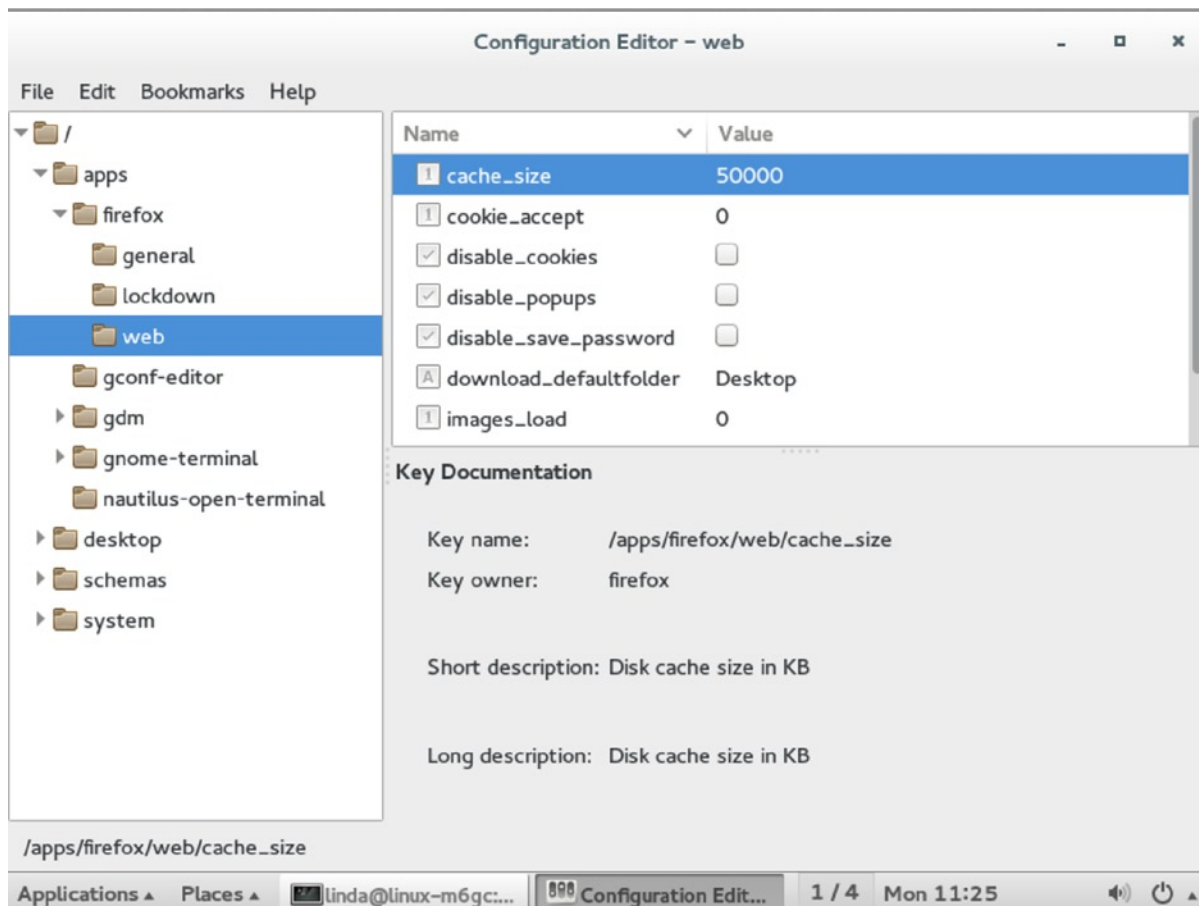 Configuration Editor – web
File Edit Bookmarks Help
/
apps
firefox
general
lockdown
web
gconf-editor
gdm
gnome-terminal
nautilus-open-terminal
desktop
schemas
system
Name Value
1 cache_size 50000
1 cookie_accept 0
disable_cookies
disable_popups
disable_save_password
A download_defaultfolder Desktop
1 images_load 0
Key Documentation
Key name: /apps/firefox/web/cache_size
Key owner: firefox
Short description: Disk cache size in KB
Long description: Disk cache size in KB
/apps/firefox/web/cache_size
Applications Places linda@linux-m6gc:... Configuration Edit... 1 / 4 Mon 11:25